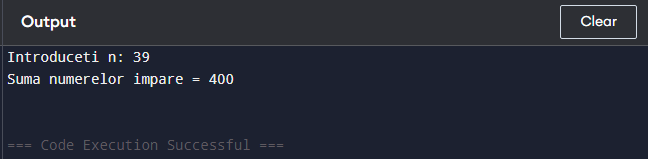 Output
Clear
Introduceti n: 39
Suma numerelor impare = 400
=== Code Execution Successful ===